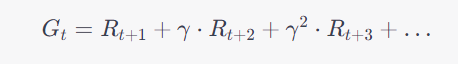 G_t = R_{t+1} + γ · R_{t+2} + γ^2 · R_{t+3} + …